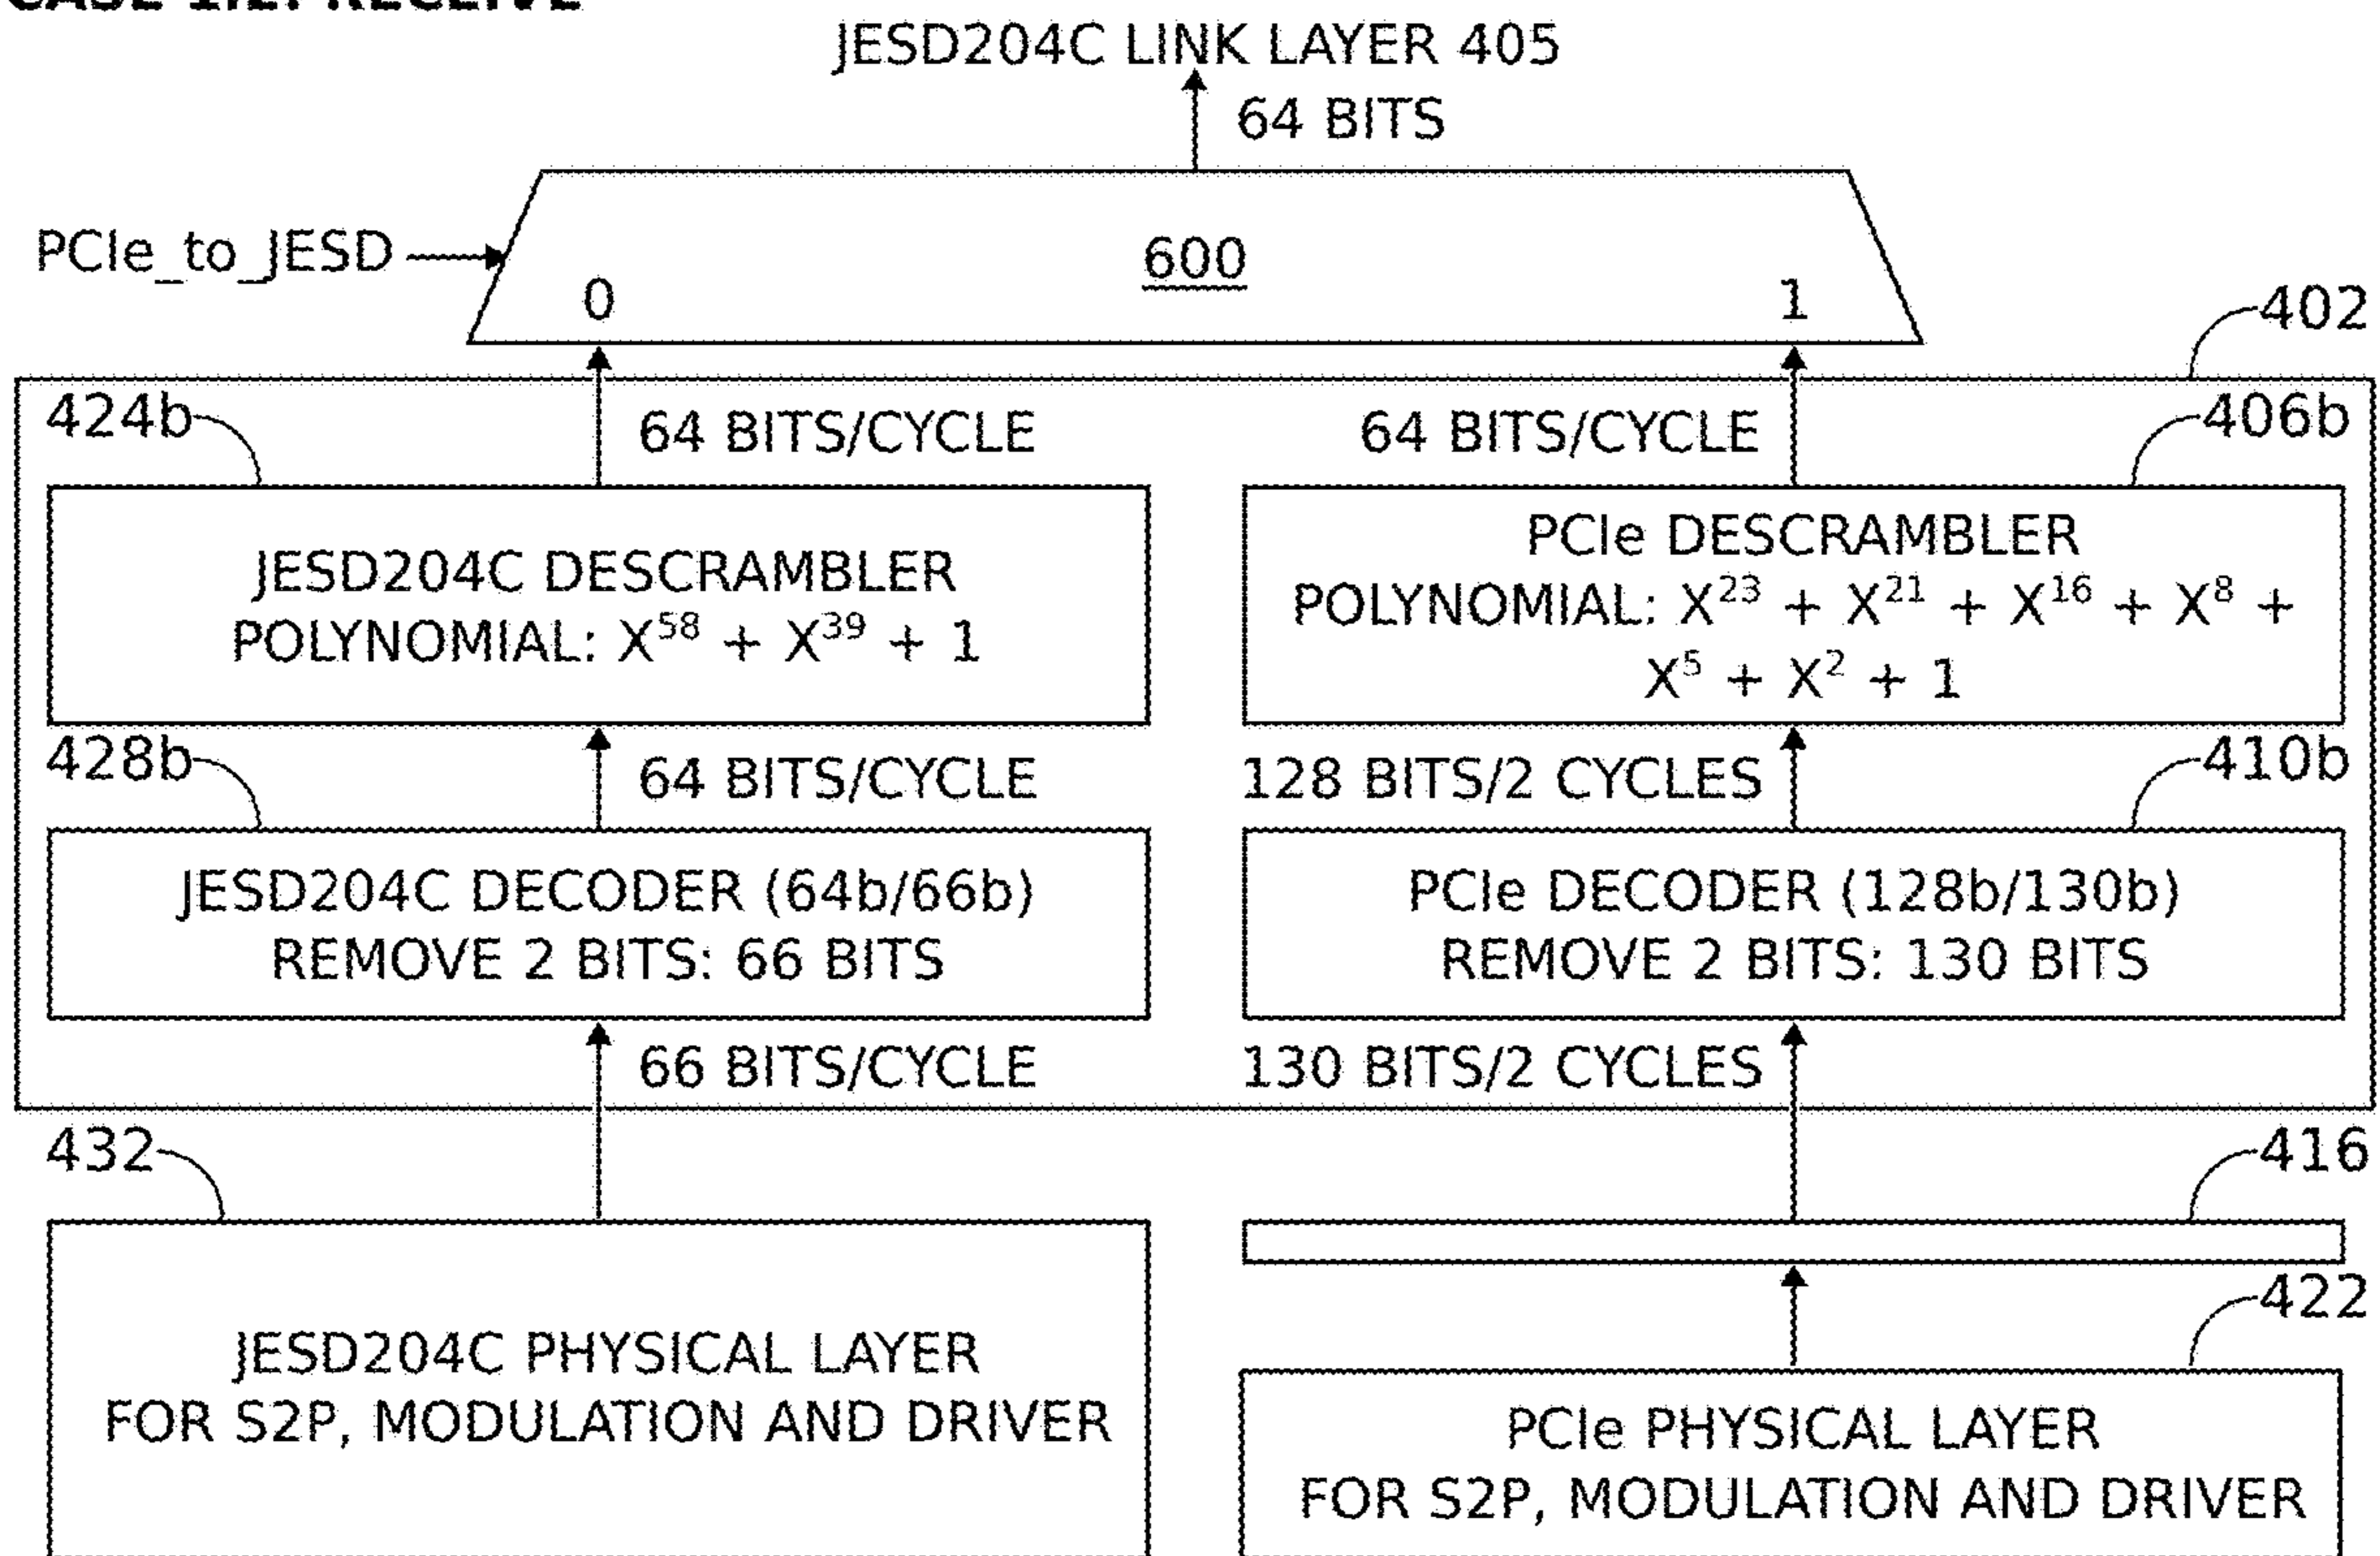 JESD204C LINK LAYER 405
64 BITS
PCIe_to_JESD
600
0
1
402
424b
64 BITS/CYCLE
64 BITS/CYCLE
406b
JESD204C DESCRAMBLER
POLYNOMIAL: X⁵⁸ + X³⁹ + 1
PCIe DESCRAMBLER
POLYNOMIAL: X²³ + X²¹ + X¹⁶ + X⁸ +
X⁵ + X² + 1
428b
64 BITS/CYCLE
128 BITS/2 CYCLES
410b
JESD204C DECODER (64b/66b)
REMOVE 2 BITS: 66 BITS
PCIe DECODER (128b/130b)
REMOVE 2 BITS: 130 BITS
66 BITS/CYCLE
130 BITS/2 CYCLES
432
416
422
JESD204C PHYSICAL LAYER
FOR S2P, MODULATION AND DRIVER
PCIe PHYSICAL LAYER
FOR S2P, MODULATION AND DRIVER